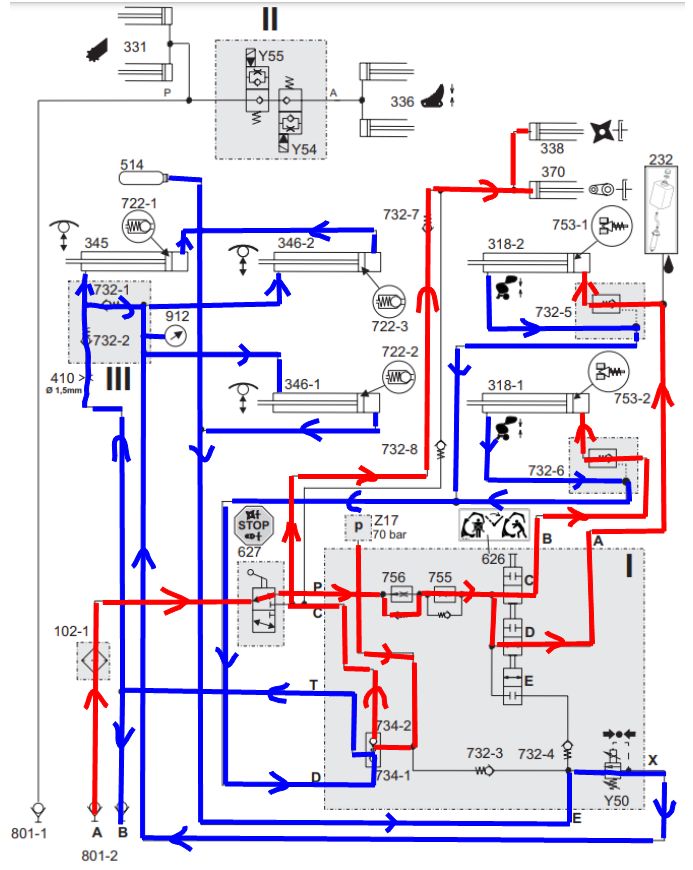 II
331
Y55
P
A
336
Y54
338
514
370
232
722-1
732-7
753-1
345
346-2
318-2
732-1
732-5
912
722-3
732-2
722-2
410 >
Ø 1,5mm
III
346-1
318-1
753-2
732-8
732-6
STOP
P
Z17
70 bar
B
A
627
626
I
P
756
755
C
C
102-1
D
T
E
734-2
732-3
732-4
X
D
734-1
Y50
E
801-1
A
B
801-2